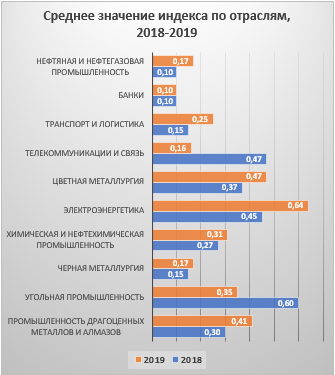 Среднее значение индекса по отраслям,
2018-2019
НЕФТЯНАЯ И НЕФТЕГАЗОВАЯ
ПРОМЫШЛЕННОСТЬ
0,17
0,10
БАНКИ
0,10
0,10
ТРАНСПОРТ И ЛОГИСТИКА
0,25
0,15
ТЕЛЕКОММУНИКАЦИИ И СВЯЗЬ
0,16
0,47
ЦВЕТНАЯ МЕТАЛЛУРГИЯ
0,47
0,37
ЭЛЕКТРОЭНЕРГЕТИКА
0,64
0,45
ХИМИЧЕСКАЯ И НЕФТЕХИМИЧЕСКАЯ
ПРОМЫШЛЕННОСТЬ
0,31
0,27
ЧЕРНАЯ МЕТАЛЛУРГИЯ
0,17
0,15
УГОЛЬНАЯ ПРОМЫШЛЕННОСТЬ
0,35
0,60
ПРОМЫШЛЕННОСТЬ ДРАГОЦЕННЫХ
МЕТАЛЛОВ И АЛМАЗОВ
0,41
0,30
2019 2018